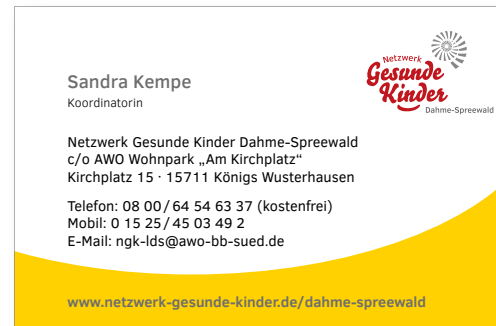 Netzwerk
Gesunde
Kinder
Dahme-Spreewald
Sandra Kempe
Koordinatorin
Netzwerk Gesunde Kinder Dahme-Spreewald
c/o AWO Wohnpark „Am Kirchplatz“
Kirchplatz 15 · 15711 Königs Wusterhausen
Telefon: 08 00 / 64 54 63 37 (kostenfrei)
Mobil: 0 15 25 / 45 03 49 2
E-Mail: ngk-lds@awo-bb-sued.de
www.netzwerk-gesunde-kinder.de/dahme-spreewald